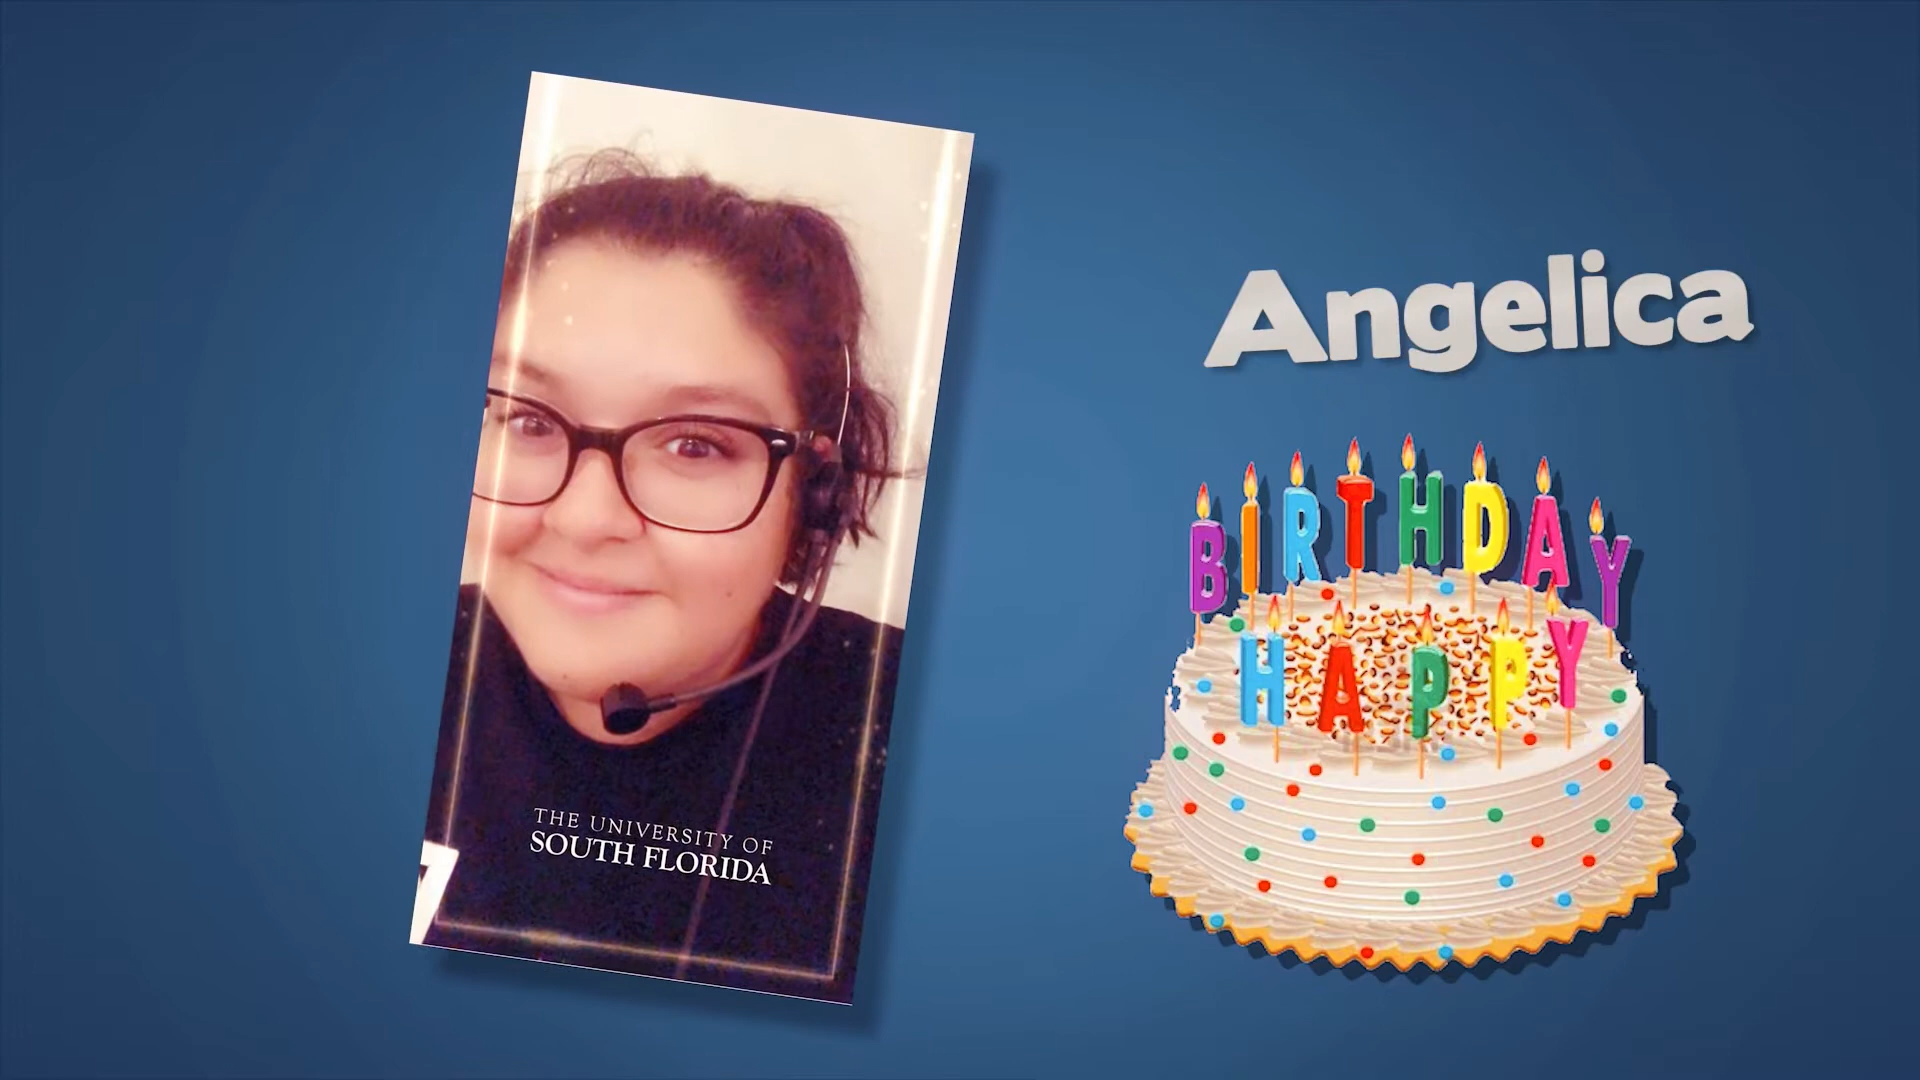 THE UNIVERSITY OF
SOUTH FLORIDA
Angelica
BIRTHDAY
HAPPY